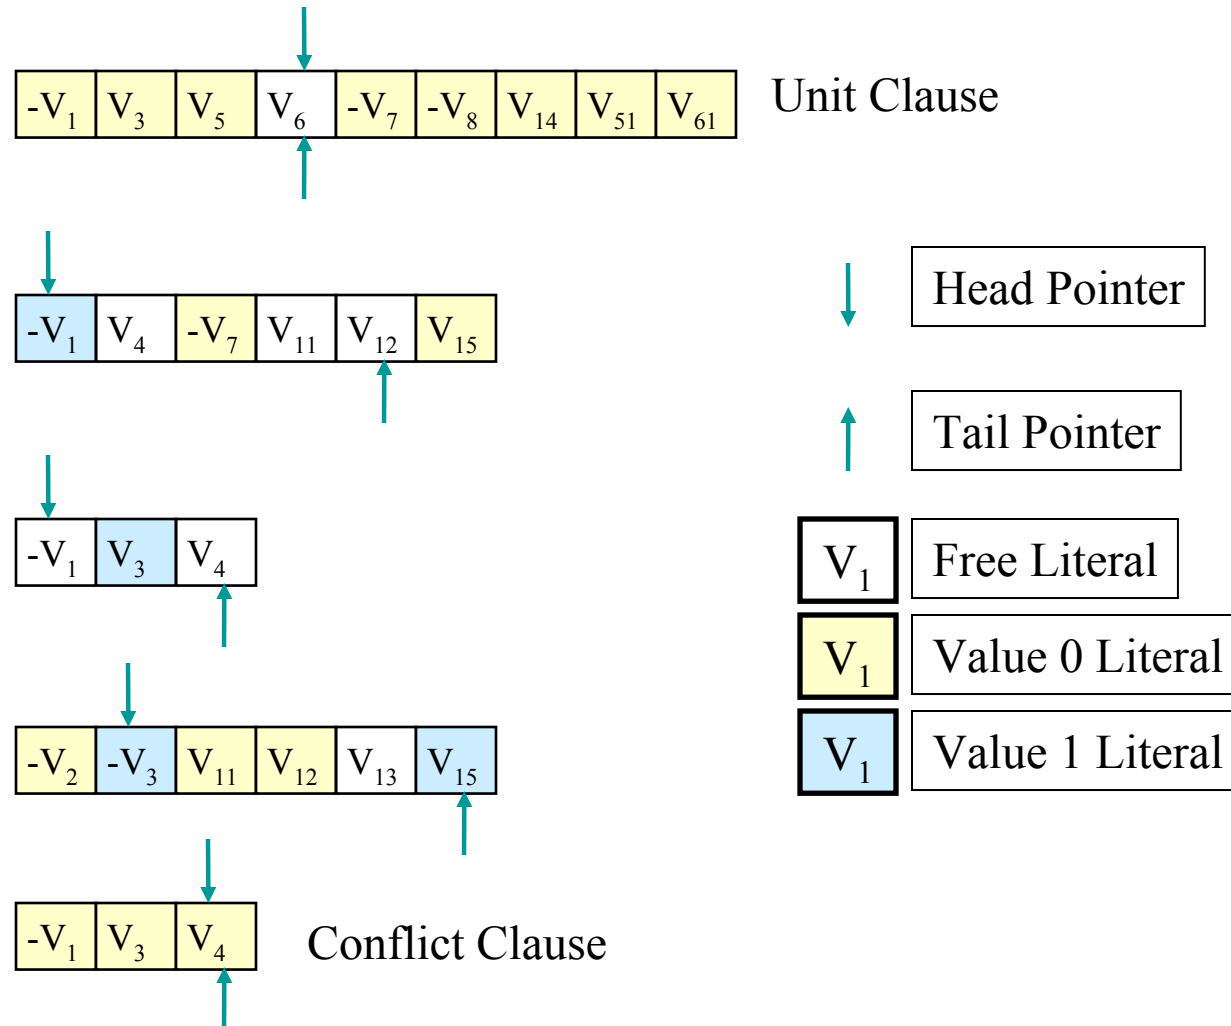 -V1 V3 V5 V6 -V7 -V8 V14 V51 V61 Unit Clause
-V1 V4 -V7 V11 V12 V15
Head Pointer
Tail Pointer
-V1 V3 V4
V1 Free Literal
V1 Value 0 Literal
-V2 -V3 V11 V12 V13 V15
V1 Value 1 Literal
-V1 V3 V4 Conflict Clause